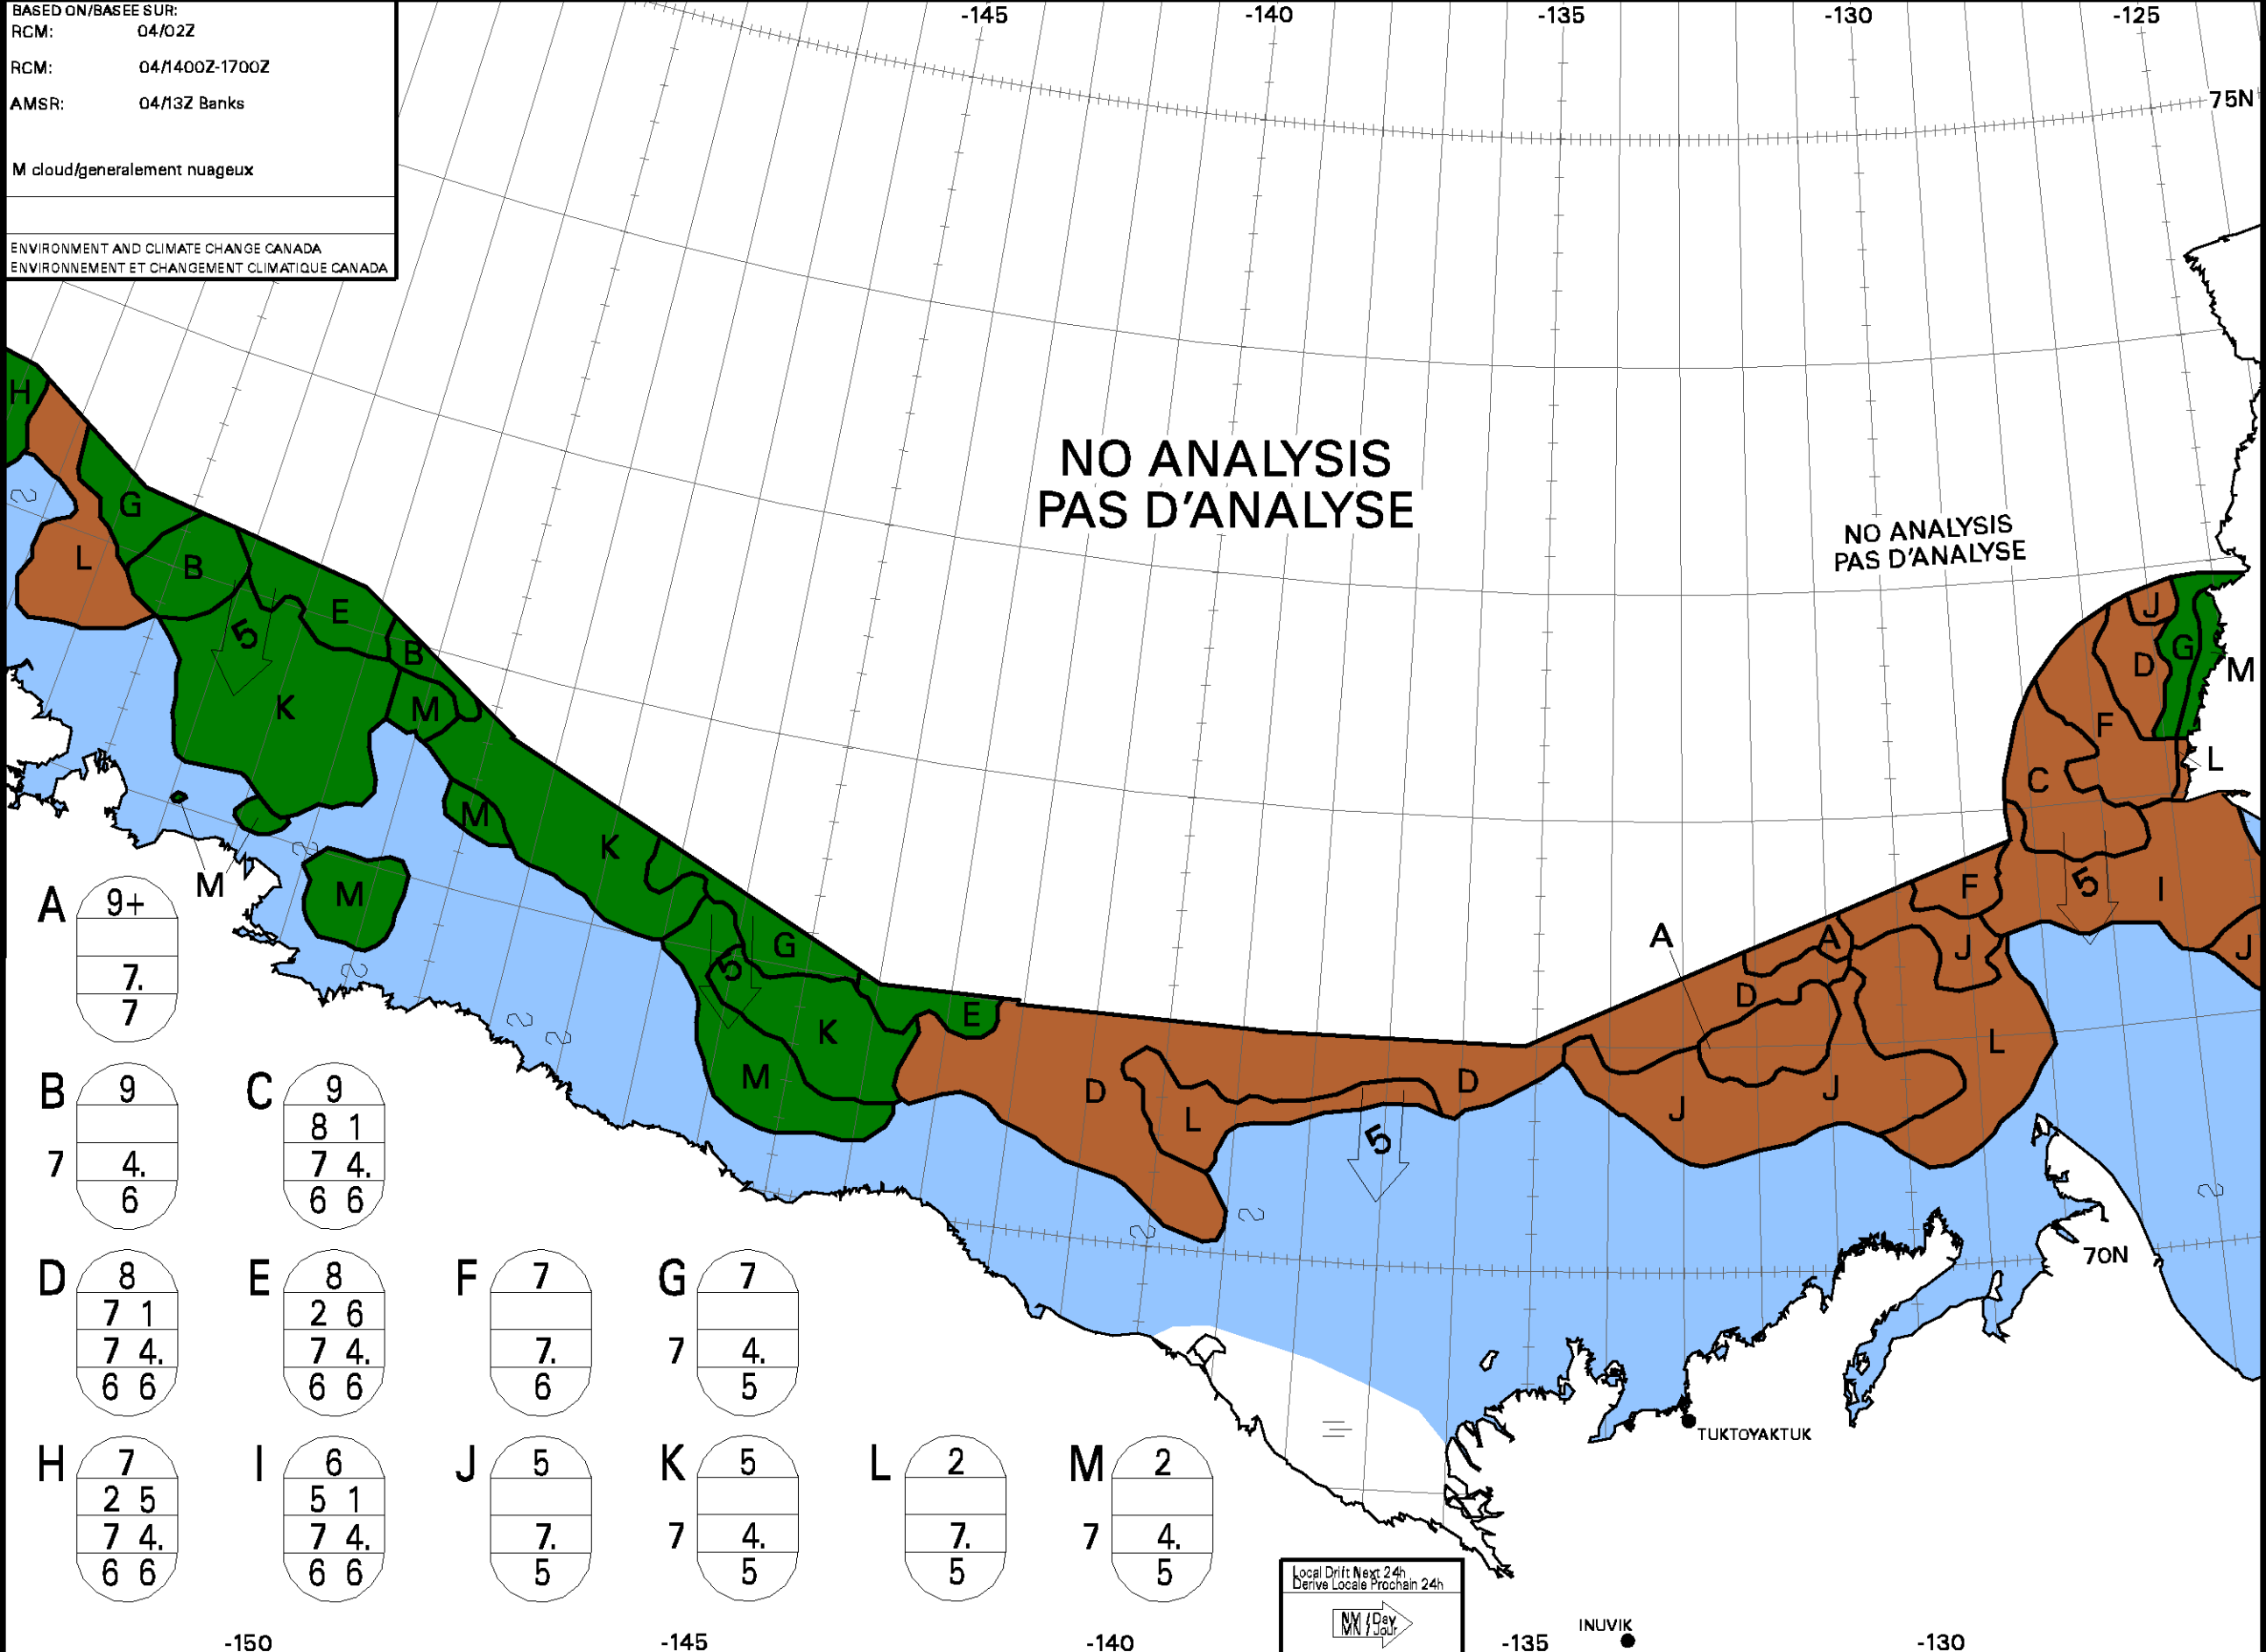 BASED ON/BASEE SUR:
RCM: 04/02Z
RCM: 04/1400Z-1700Z
AMSR: 04/13Z Banks
M cloud/generalement nuageux
ENVIRONMENT AND CLIMATE CHANGE CANADA
ENVIRONNEMENT ET CHANGEMENT CLIMATIQUE CANADA
-145 -140 -135 -130 -125
75N
NO ANALYSIS
PAS D'ANALYSE
NO ANALYSIS
PAS D'ANALYSE
H
G
L
B
5
E
B
K
M
M
K
M
M
G
5
K
M
E
D
L
D
5
A
A
D
F
J
J
J
L
J
G
D
M
F
L
C
5
I
J
70N
TUKTOYAKTUK
INUVIK
A
9+
7.
7
B
9
7 4.
6
C
9
8 1
7 4.
6 6
D
8
7 1
7 4.
6 6
E
8
2 6
7 4.
6 6
F
7
7.
6
G
7
7 4.
5
H
7
2 5
7 4.
6 6
I
6
5 1
7 4.
6 6
J
5
7.
5
K
5
7 4.
5
L
2
7.
5
M
2
7 4.
5
Local Drift Next 24h
Derive Locale Prochain 24h
NM / Day
MN / Jour
-150 -145 -140 -135 -130